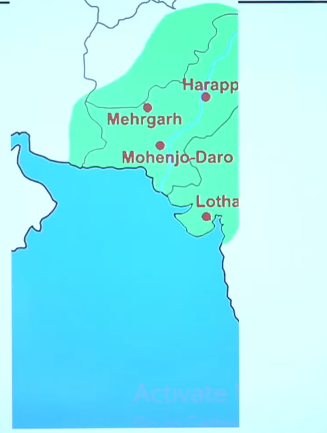 Harapp
Mehrgarh
Mohenjo-Daro
Lotha
Activate